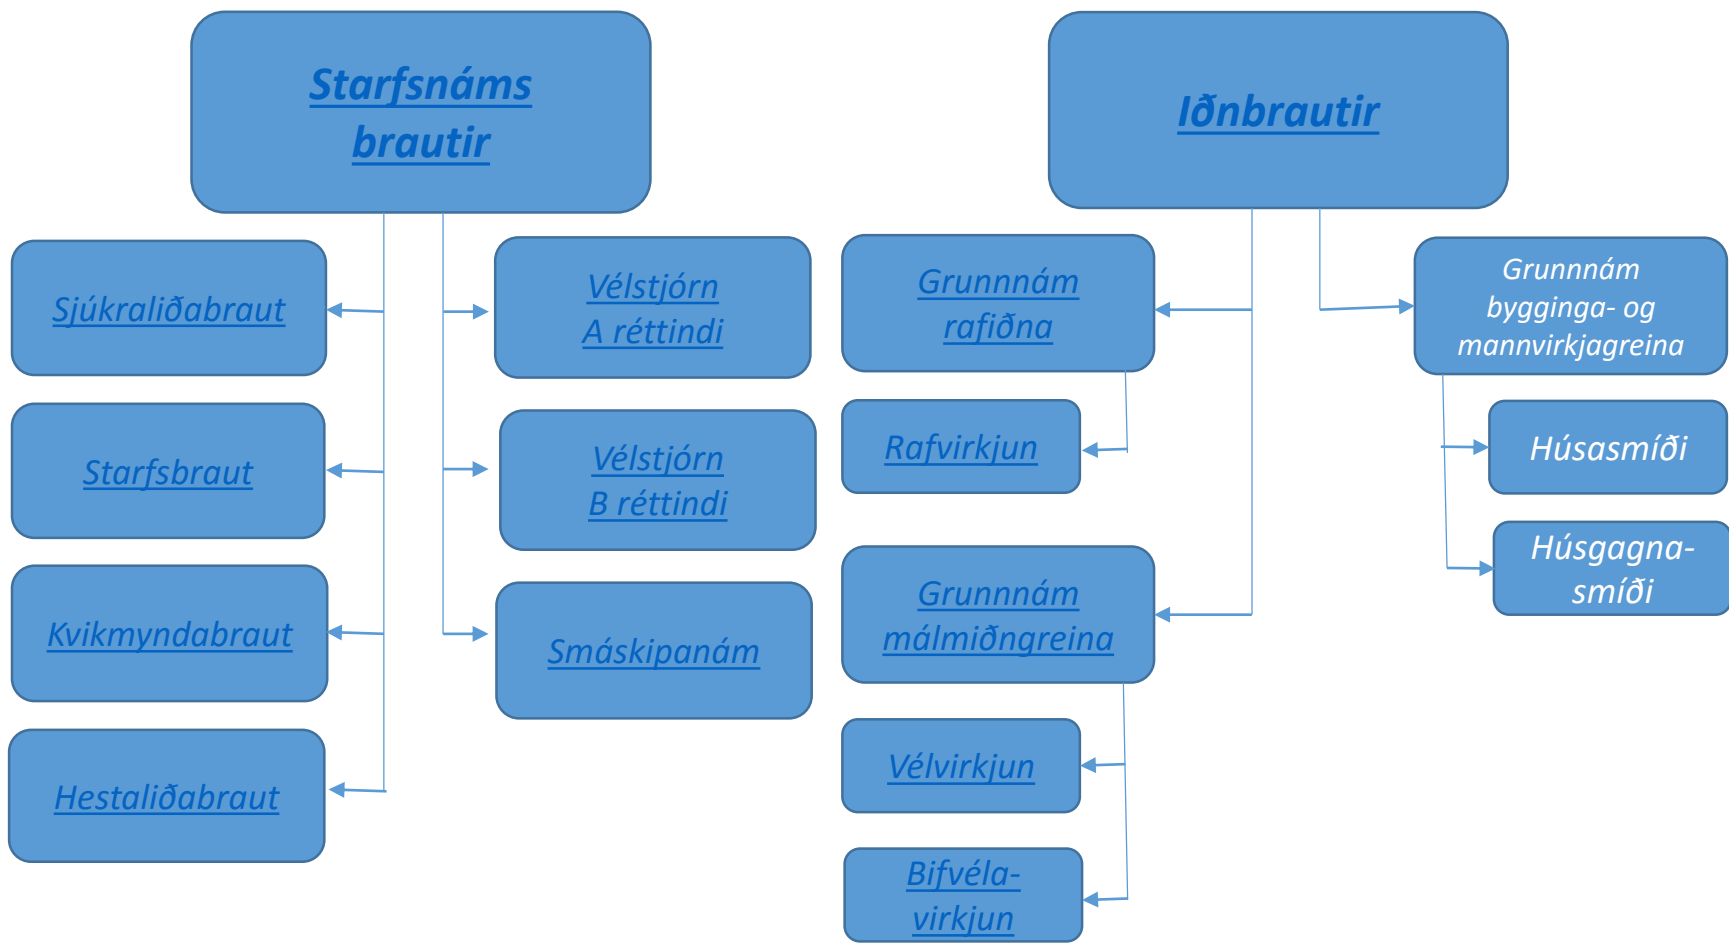 Starfsnáms
brautir
Sjúkraliðabraut
Starfsbraut
Kvikmyndabraut
Hestaliðabraut
Vélstjórn
A réttindi
Vélstjórn
B réttindi
Smáskipanám
Iðnbrautir
Grunnnám
rafiðna
Rafvirkjun
Grunnnám
málmiðngreina
Vélvirkjun
Bifvéla-
virkjun
Grunnnám
bygginga- og
mannvirkjagreina
Húsasmíði
Húsgagna-
smíði